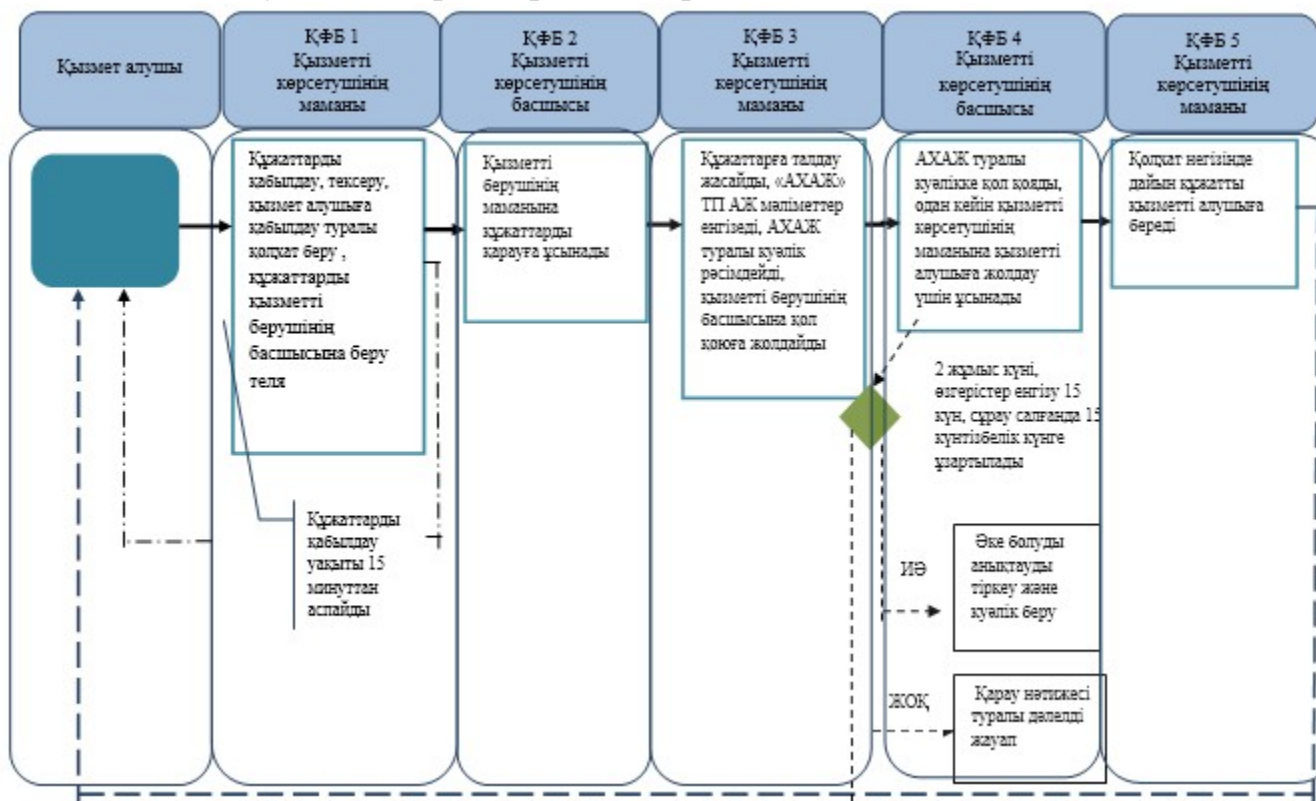 Қызмет алушы
ҚФБ 1
Қызметті
көрсетушінің
маманы
ҚФБ 2
Қызметті
көрсетушінің
басшысы
ҚФБ 3
Қызметті
көрсетушінің
маманы
ҚФБ 4
Қызметті
көрсетушінің
басшысы
ҚФБ 5
Қызметті
көрсетушінің
маманы
Құжаттарды
қабылдау, тексеру,
қызмет алушыға
қабылдау туралы
қолхат беру ,
құжаттарды
қызметті
берушінің
басшысына беру
теля
Қызметті
берушінің
маманына
құжаттарды
қарауға ұсынады
Құжаттарға талдау
жасайды, «АХАЖ»
ТП АЖ мәліметтер
енгізеді, АХАЖ
туралы куәлік
рәсімдейді,
қызметті берушінің
басшысына қол
қоюға жолдайды
АХАЖ туралы
куәлікке қол қояды,
одан кейін қызметті
көрсетушінің
маманына қызметті
алушыға жолдау
үшін ұсынады
Қолхат негізінде
дайын құжатты
қызметті алушыға
береді
2 жұмыс күні,
өзгерістер енгізу 15
күн, сұрау салғанда 15
күнтізбелік күнге
ұзартылады
Құжаттарды
қабылдау
уақыты 15
минуттан
аспайды
ИӘ
Әке болуды
анықтауды
тіркеу және
куәлік беру
ЖОҚ
Қарау нәтижесі
туралы дәлелді
жауап